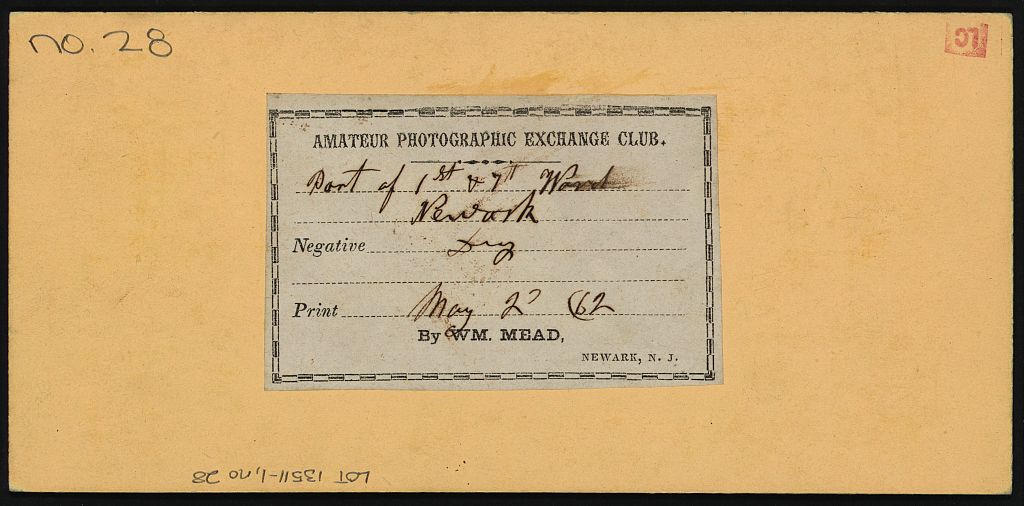 no. 28
LC
AMATEUR PHOTOGRAPHIC EXCHANGE CLUB.
Part of 1st & 7th Ward
Newark
Negative Dry
Print May 2d 62
By WM. MEAD,
NEWARK, N. J.
LOT 13511-1, no 28